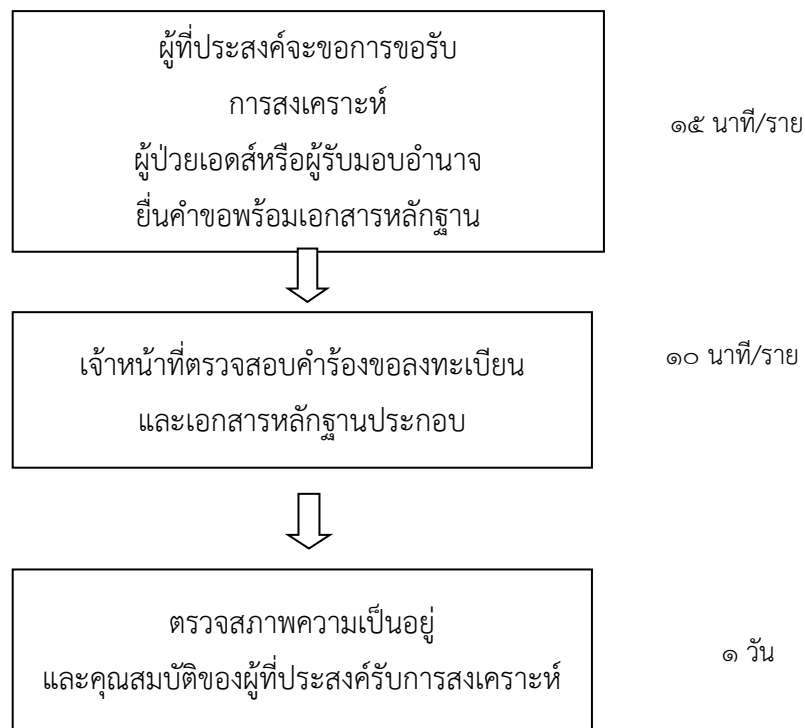 ผู้ที่ประสงค์จะขอการขอรับ
การสงเคราะห์
ผู้ป่วยเอดส์หรือผู้รับมอบอำนาจ
ยื่นคำขอพร้อมเอกสารหลักฐาน
๑๕ นาที/ราย
เจ้าหน้าที่ตรวจสอบคำร้องขอลงทะเบียน
และเอกสารหลักฐานประกอบ
๑๐ นาที/ราย
ตรวจสภาพความเป็นอยู่
และคุณสมบัติของผู้ที่ประสงค์รับการสงเคราะห์
๑ วัน